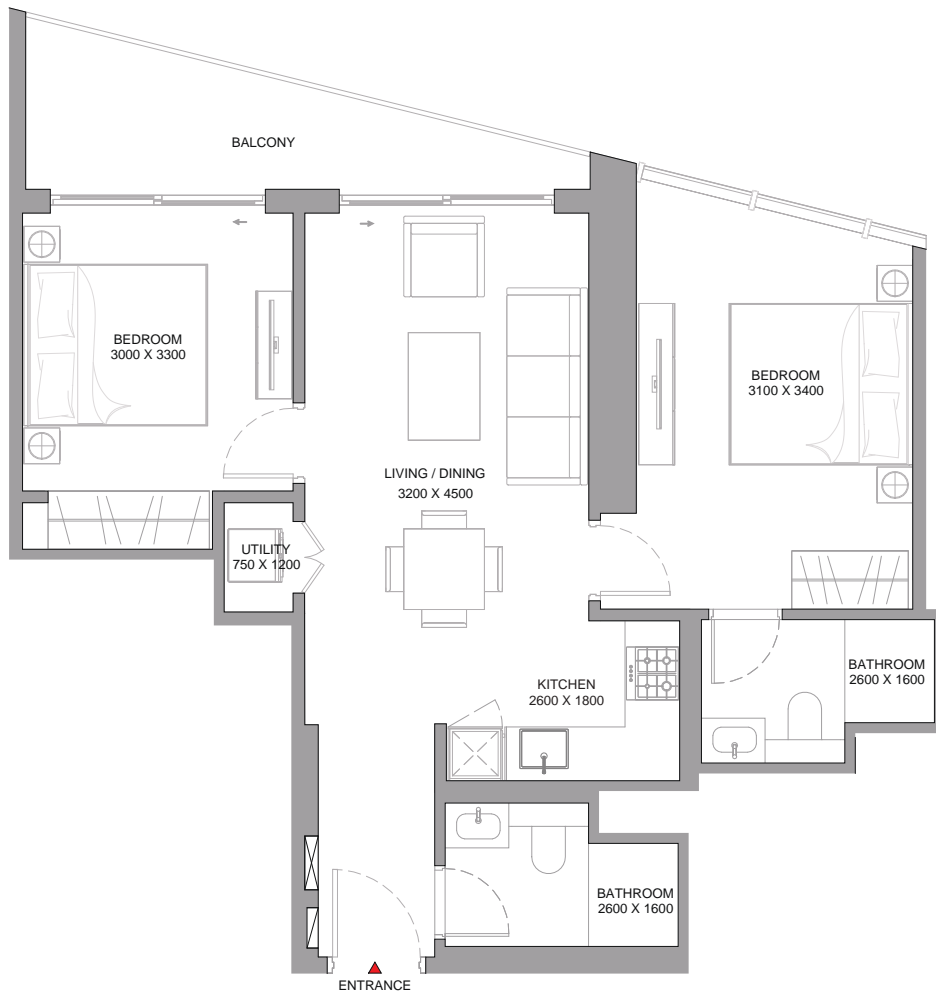 BALCONY
BEDROOM
3000 X 3300
BEDROOM
3100 X 3400
LIVING / DINING
3200 X 4500
UTILITY
750 X 1200
KITCHEN
2600 X 1800
BATHROOM
2600 X 1600
BATHROOM
2600 X 1600
ENTRANCE